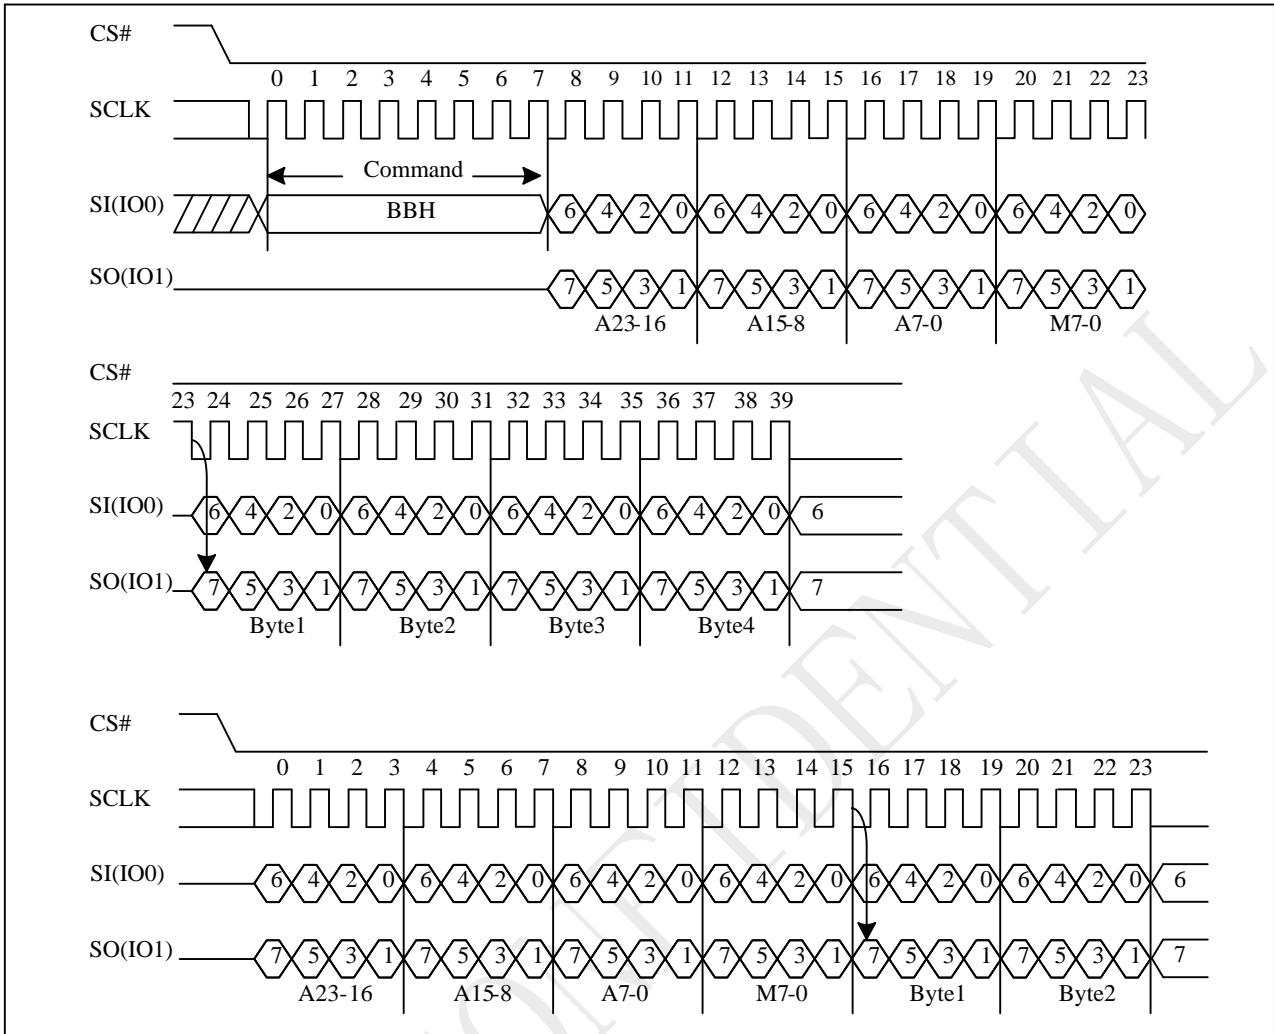 CS#
0 1 2 3 4 5 6 7 8 9 10 11 12 13 14 15 16 17 18 19 20 21 22 23
SCLK
Command
SI(IO0) BBH 6 4 2 0 6 4 2 0 6 4 2 0 6 4 2 0
SO(IO1) 7 5 3 1 7 5 3 1 7 5 3 1 7 5 3 1
A23-16 A15-8 A7-0 M7-0
CS#
23 24 25 26 27 28 29 30 31 32 33 34 35 36 37 38 39
SCLK
SI(IO0) 6 4 2 0 6 4 2 0 6 4 2 0 6 4 2 0 6
SO(IO1) 7 5 3 1 7 5 3 1 7 5 3 1 7 5 3 1 7
Byte1 Byte2 Byte3 Byte4
CS#
0 1 2 3 4 5 6 7 8 9 10 11 12 13 14 15 16 17 18 19 20 21 22 23
SCLK
SI(IO0) 6 4 2 0 6 4 2 0 6 4 2 0 6 4 2 0 6 4 2 0 6 4 2 0 6
SO(IO1) 7 5 3 1 7 5 3 1 7 5 3 1 7 5 3 1 7 5 3 1 7 5 3 1 7
A23-16 A15-8 A7-0 M7-0 Byte1 Byte2
ONFIDENTIAL